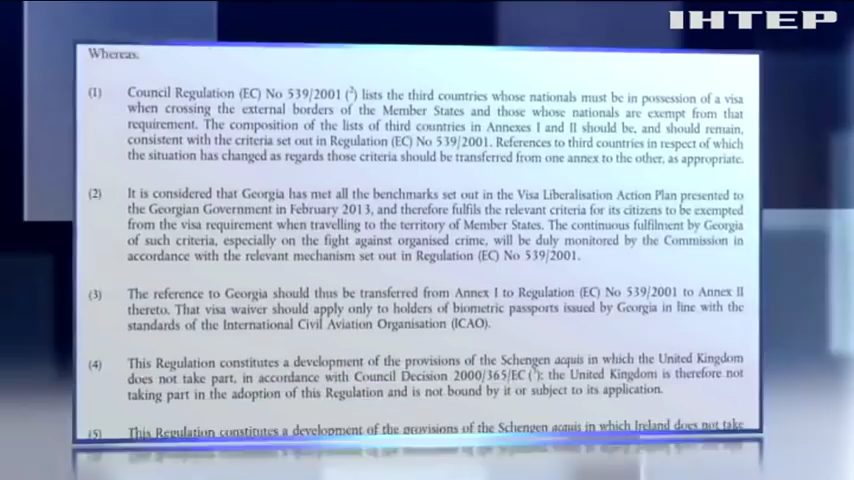 ІНТЕР
Whereas,
(1) Council Regulation (EC) No 539/2001 (²) lists the third countries whose nationals must be in possession of a visa
when crossing the external borders of the Member States and those whose nationals are exempt from that
requirement. The composition of the lists of third countries in Annexes I and II should be, and should remain,
consistent with the criteria set out in Regulation (EC) No 539/2001. References to third countries in respect of which
the situation has changed as regards those criteria should be transferred from one annex to the other, as appropriate.
(2) It is considered that Georgia has met all the benchmarks set out in the Visa Liberalisation Action Plan presented to
the Georgian Government in February 2013, and therefore fulfils the relevant criteria for its citizens to be exempted
from the visa requirement when travelling to the territory of Member States. The continuous fulfilment by Georgia
of such criteria, especially on the fight against organised crime, will be duly monitored by the Commission in
accordance with the relevant mechanism set out in Regulation (EC) No 539/2001.
(3) The reference to Georgia should thus be transferred from Annex I to Regulation (EC) No 539/2001 to Annex II
thereto. That visa waiver should apply only to holders of biometric passports issued by Georgia in line with the
standards of the International Civil Aviation Organisation (ICAO).
(4) This Regulation constitutes a development of the provisions of the Schengen acquis in which the United Kingdom
does not take part, in accordance with Council Decision 2000/365/EC (³); the United Kingdom is therefore not
taking part in the adoption of this Regulation and is not bound by it or subject to its application.
(5) This Regulation constitutes a development of the provisions of the Schengen acquis in which Ireland does not take